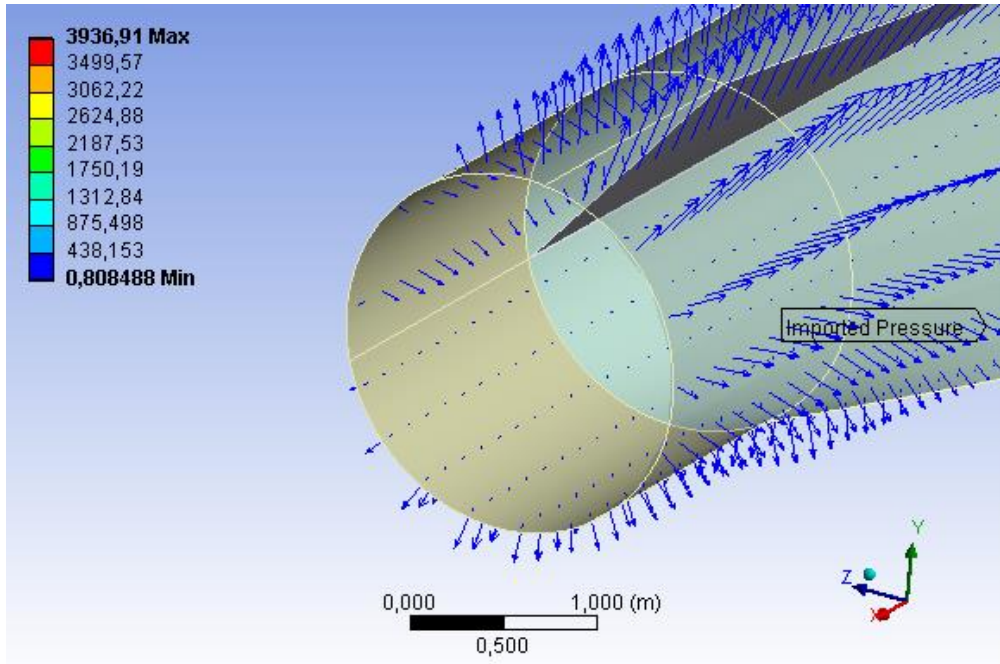 3936,91 Max
3499,57
3062,22
2624,88
2187,53
1750,19
1312,84
875,498
438,153
0,808488 Min
Imported Pressure
Y
Z
X
0,000
1,000 (m)
0,500